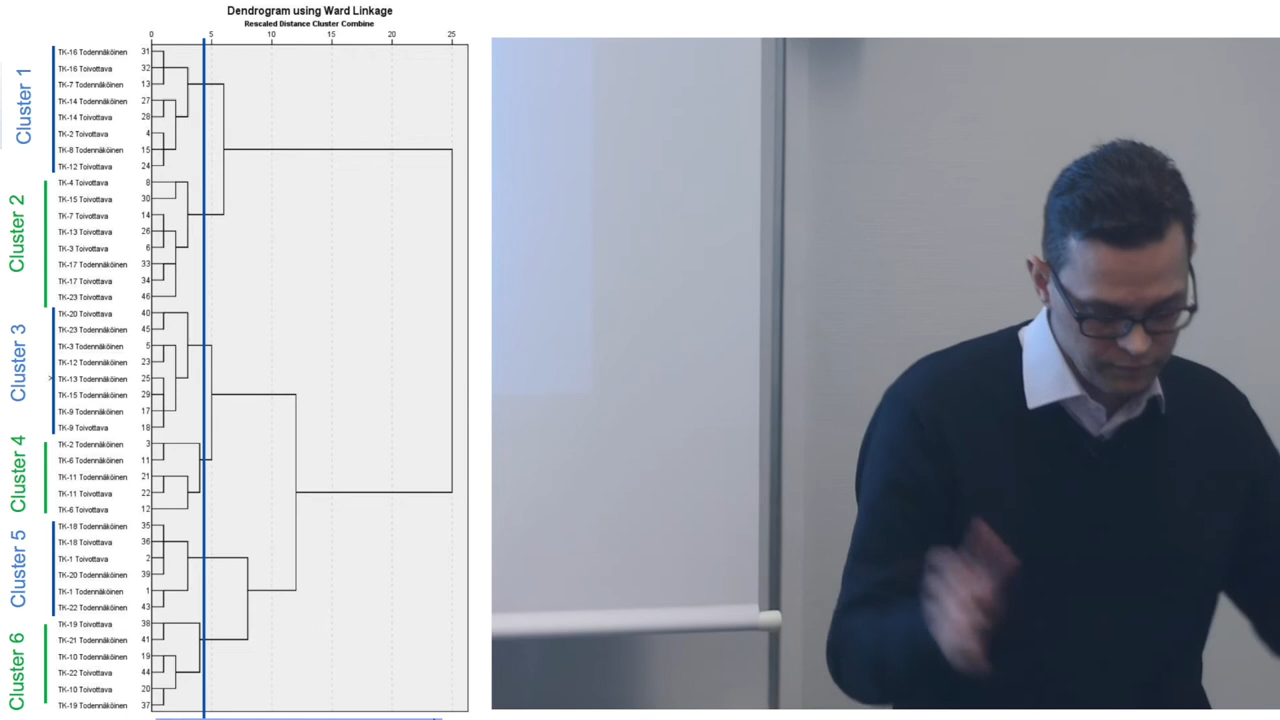 Dendrogram using Ward Linkage
Rescaled Distance Cluster Combine
0 5 10 15 20 25
Cluster 1
TK-16 Todennäköinen 31
TK-16 Toivottava 32
TK-7 Todennäköinen 13
TK-14 Todennäköinen 27
TK-14 Toivottava 28
TK-2 Toivottava 4
TK-8 Todennäköinen 15
TK-12 Toivottava 24
Cluster 2
TK-4 Toivottava 8
TK-15 Toivottava 30
TK-7 Toivottava 14
TK-13 Toivottava 26
TK-3 Toivottava 6
TK-17 Todennäköinen 33
TK-17 Toivottava 34
TK-23 Toivottava 46
Cluster 3
TK-20 Toivottava 40
TK-23 Todennäköinen 45
TK-3 Todennäköinen 5
TK-12 Todennäköinen 23
TK-13 Todennäköinen 25
TK-15 Todennäköinen 29
TK-9 Todennäköinen 17
TK-9 Toivottava 18
Cluster 4
TK-2 Todennäköinen 3
TK-6 Todennäköinen 11
TK-11 Todennäköinen 21
TK-11 Toivottava 22
TK-6 Toivottava 12
Cluster 5
TK-18 Todennäköinen 35
TK-18 Toivottava 36
TK-1 Toivottava 2
TK-20 Todennäköinen 39
TK-1 Todennäköinen 1
TK-22 Todennäköinen 43
Cluster 6
TK-19 Toivottava 38
TK-21 Todennäköinen 41
TK-10 Todennäköinen 19
TK-22 Toivottava 44
TK-10 Toivottava 20
TK-19 Todennäköinen 37